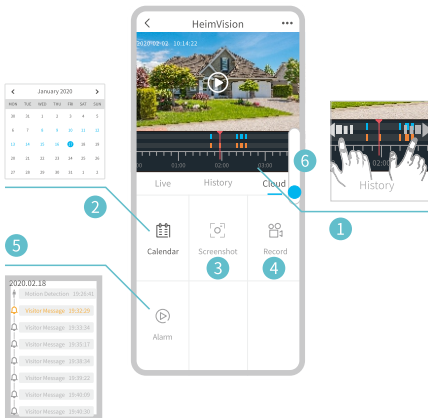 HeimVision
2020-02-02 10:14:22
January 2020
MON TUE WED THU FRI SAT SUN
30 31 1 2 3 4 5
6 7 8 9 10 11 12
13 14 15 16 17 18 19
20 21 22 23 24 25 26
27 28 29 30 31 1 2
01:00 02:00 03:00
6
02:00
History
Live History Cloud
2
1
Calendar Screenshot Record
3 4
5
Alarm
2020.02.18
Motion Detection 19:28:41
Visitor Message 19:32:29
Visitor Message 19:33:34
Visitor Message 19:35:17
Visitor Message 19:38:34
Visitor Message 19:39:22
Visitor Message 19:40:09
Visitor Message 19:45:30